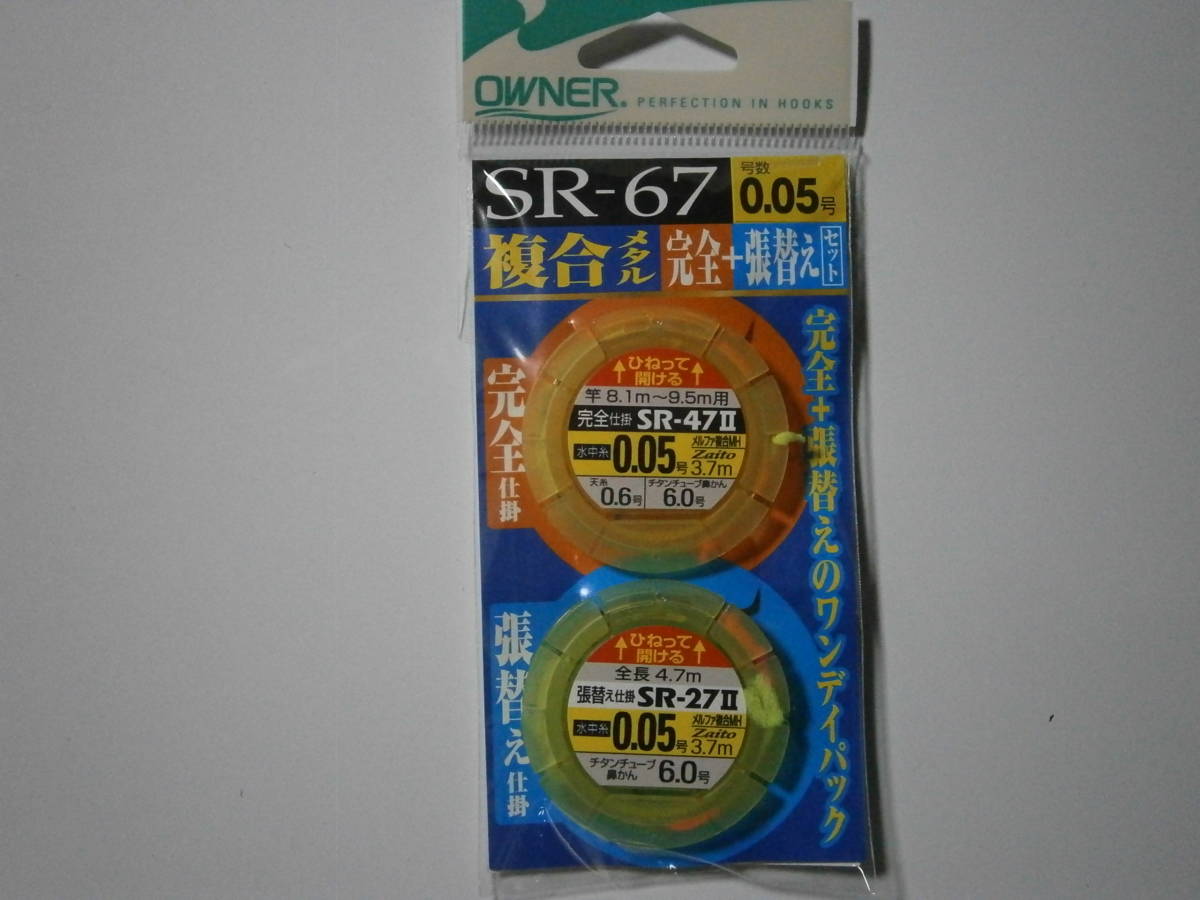 OWNER® PERFECTION IN HOOKS
SR-67
号数
0.05号
複合メタル
完全+張替え
セット
完全+張替えのワンデイパック
完全仕掛
ひねって
開ける
竿 8.1m～9.5m用
完全仕掛 SR-47Ⅱ
水中糸 0.05号
メルファ複合MH
Zaito
3.7m
天糸
0.6号
チタンチューブ鼻かん
6.0号
張替え仕掛
ひねって
開ける
全長 4.7m
張替え仕掛 SR-27Ⅱ
水中糸 0.05号
メルファ複合MH
Zaito
3.7m
チタンチューブ
鼻かん
6.0号